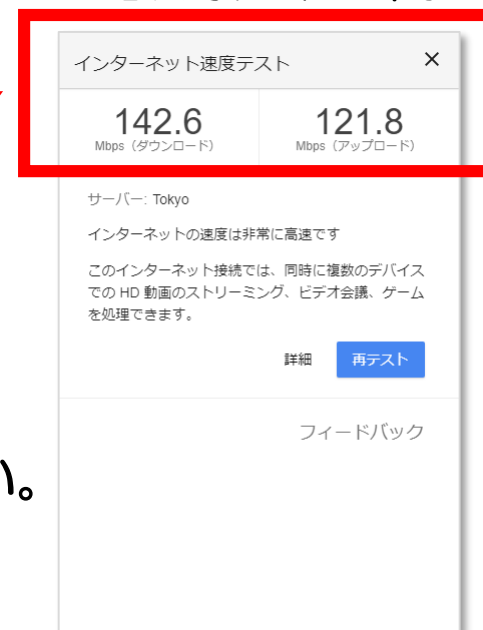 インターネット速度テスト ×
142.6 121.8
Mbps（ダウンロード） Mbps（アップロード）
サーバー: Tokyo
インターネットの速度は非常に高速です
このインターネット接続では、同時に複数のデバイス
での HD 動画のストリーミング、ビデオ会議、ゲーム
を処理できます。
詳細 再テスト
フィードバック
い。